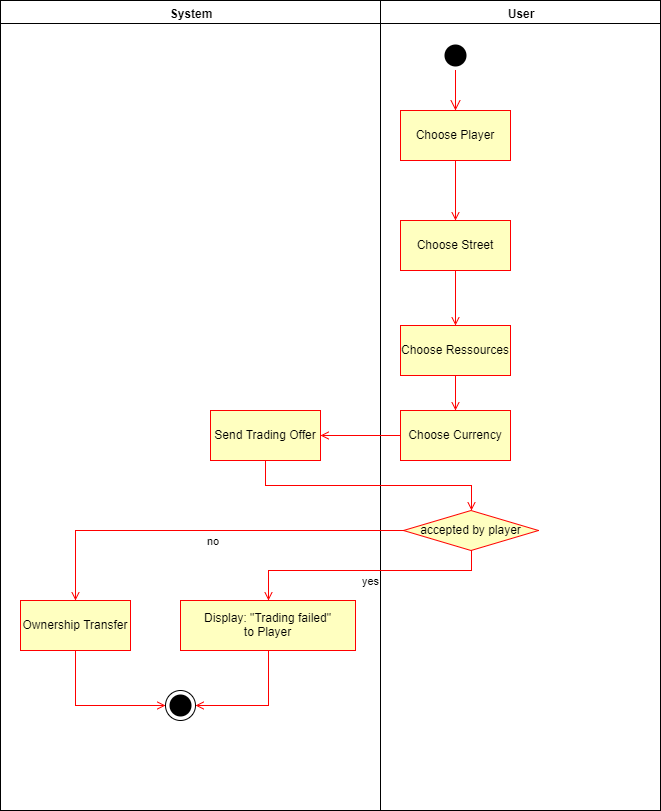 System
User
Choose Player
Choose Street
Choose Ressources
Send Trading Offer
Choose Currency
accepted by player
no
yes
Ownership Transfer
Display: "Trading failed"
to Player